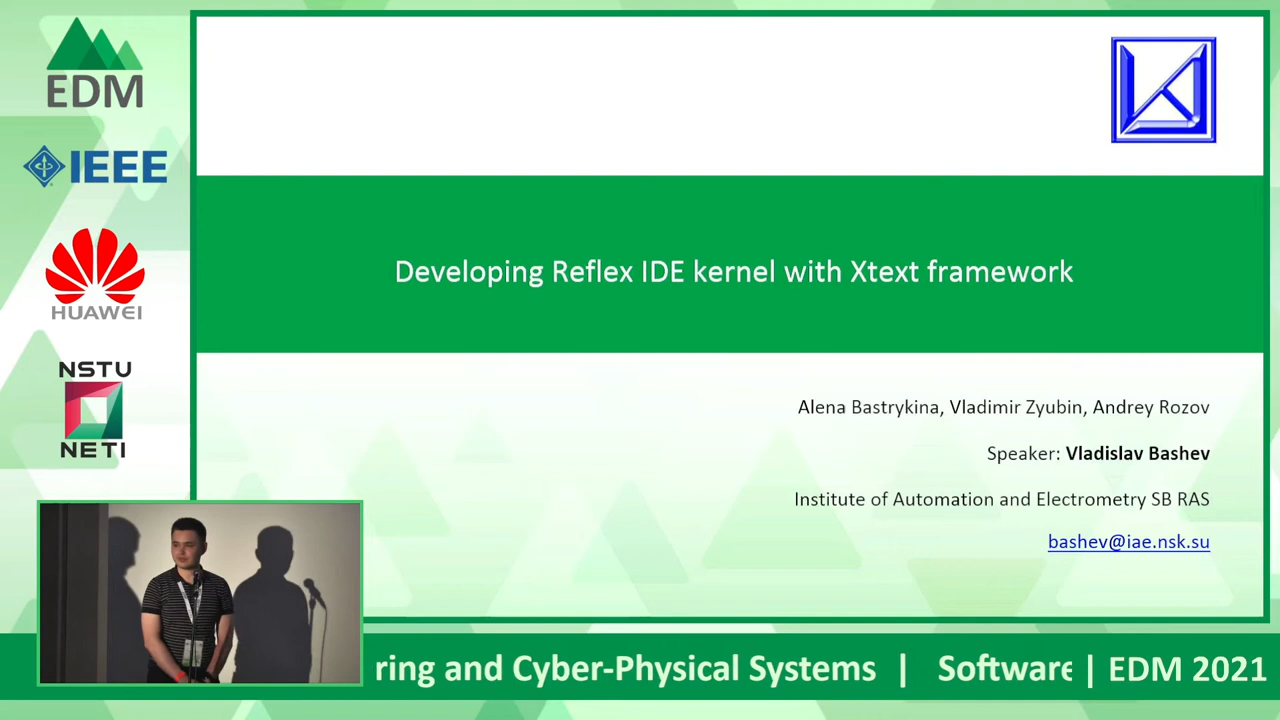 EDM
IEEE
HUAWEI
NSTU
NETI
Developing Reflex IDE kernel with Xtext framework
Alena Bastrykina, Vladimir Zyubin, Andrey Rozov
Speaker: Vladislav Bashev
Institute of Automation and Electrometry SB RAS
bashev@iae.nsk.su
ring and Cyber-Physical Systems | Software | EDM 2021